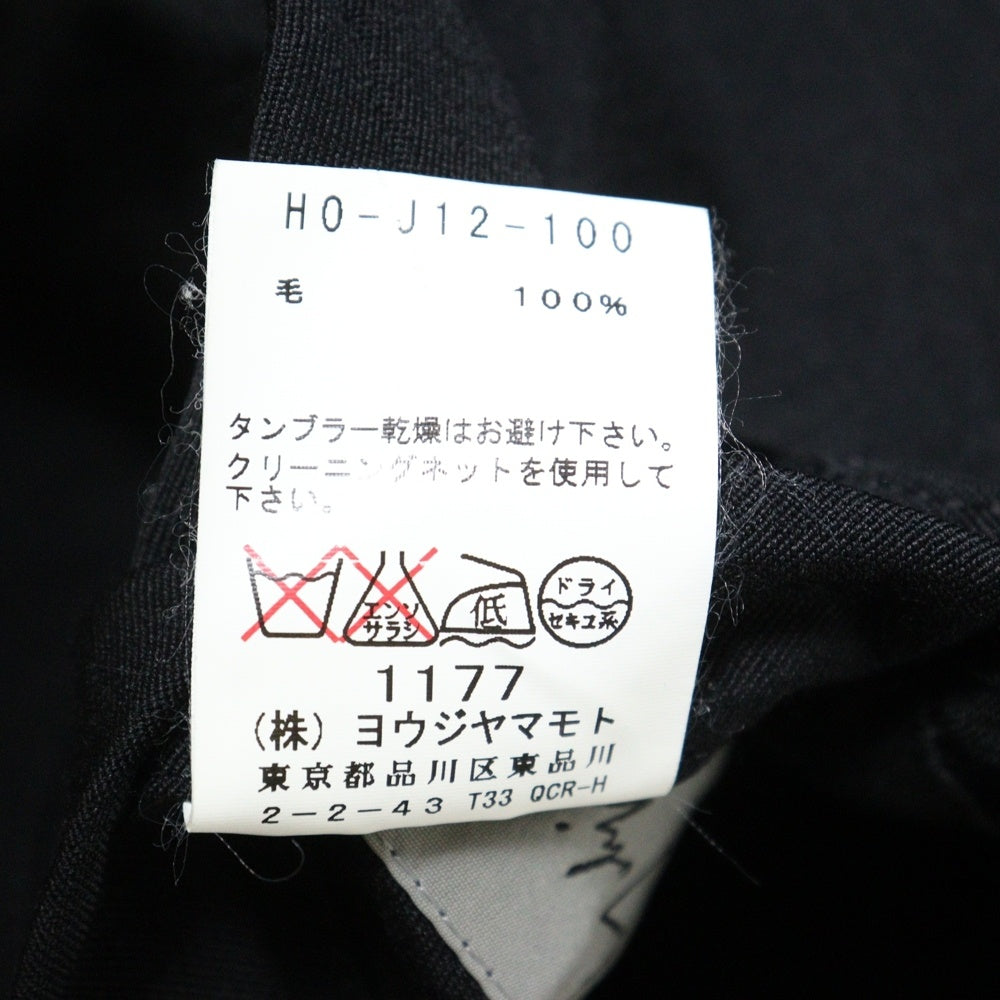 HO-J12-100
毛 100%
タンブラー乾燥はお避け下さい。
クリーニングネットを使用して
下さい。
エンソ
サラシ
低
ドライ
セキユ系
1177
(株)ヨウジヤマモト
東京都品川区東品川
2-2-43 T33 QCR-H